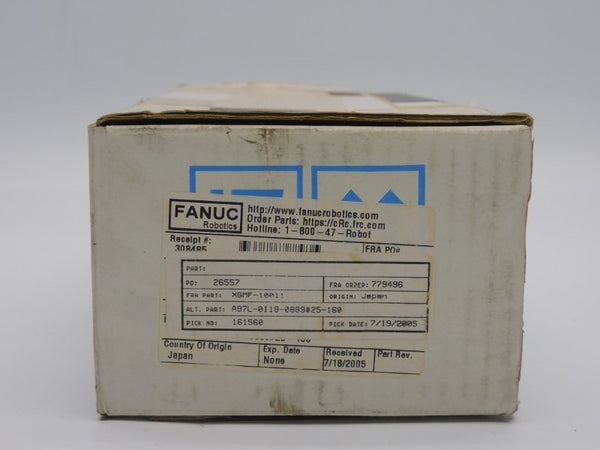 FANUC
Robotics
http://www.fanucrobotics.com
Order Parts: https://cRc.frc.com
Hotline: 1-800-47-Robot
Receipt #: FRA PO#
308485
PART:
PO: 26557 FRA ORDER: 779496
FRA PART: XGMF-10011 ORIGIN: Japan
ALT. PART: A97L-0118-0889#25-160
PICK NO: 161560 PICK DATE: 7/19/2005
Country Of Origin Exp. Date Received Part Rev.
Japan None 7/18/2005